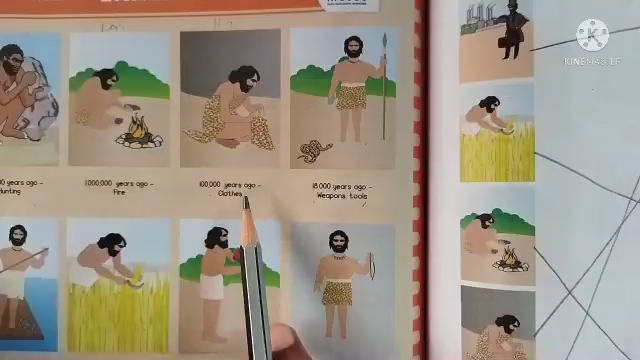 KINEMASTER
00 years ago -
Hunting
1000,000 years ago -
Fire
100,000 years ago -
Clothes
18,000 years ago -
Weapons, tools